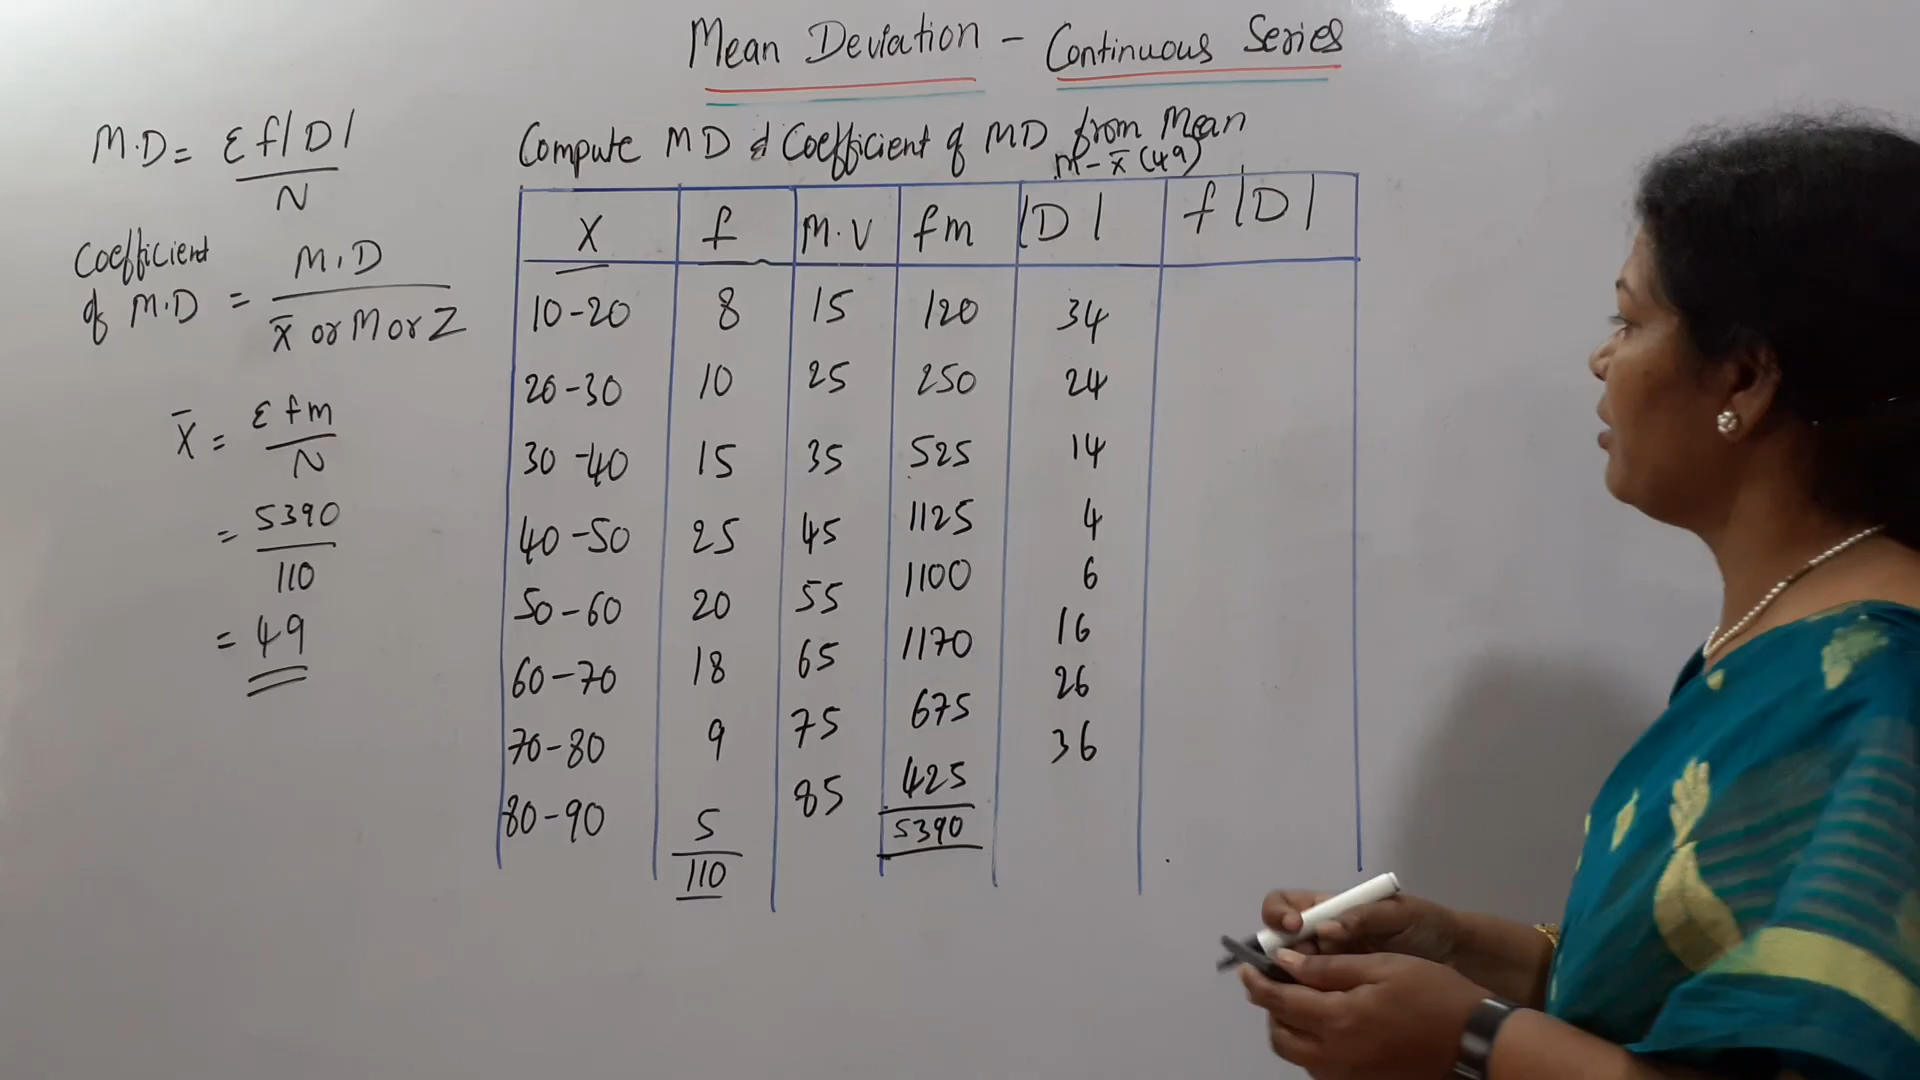 Mean Deviation - Continuous Series
M.D = Σf|D|
N
Coefficient of M.D = M.D
x̄ or M or Z
X̄ = Σfm
N
= 5390
110
= 49
Compute MD & Coefficient of MD from Mean
m - x̄ (49)
X f M.V fm |D| f|D|
10-20 8 15 120 34
20-30 10 25 250 24
30-40 15 35 525 14
40-50 25 45 1125 4
50-60 20 55 1100 6
60-70 18 65 1170 16
70-80 9 75 675 26
80-90 5 85 425 36
110 5390